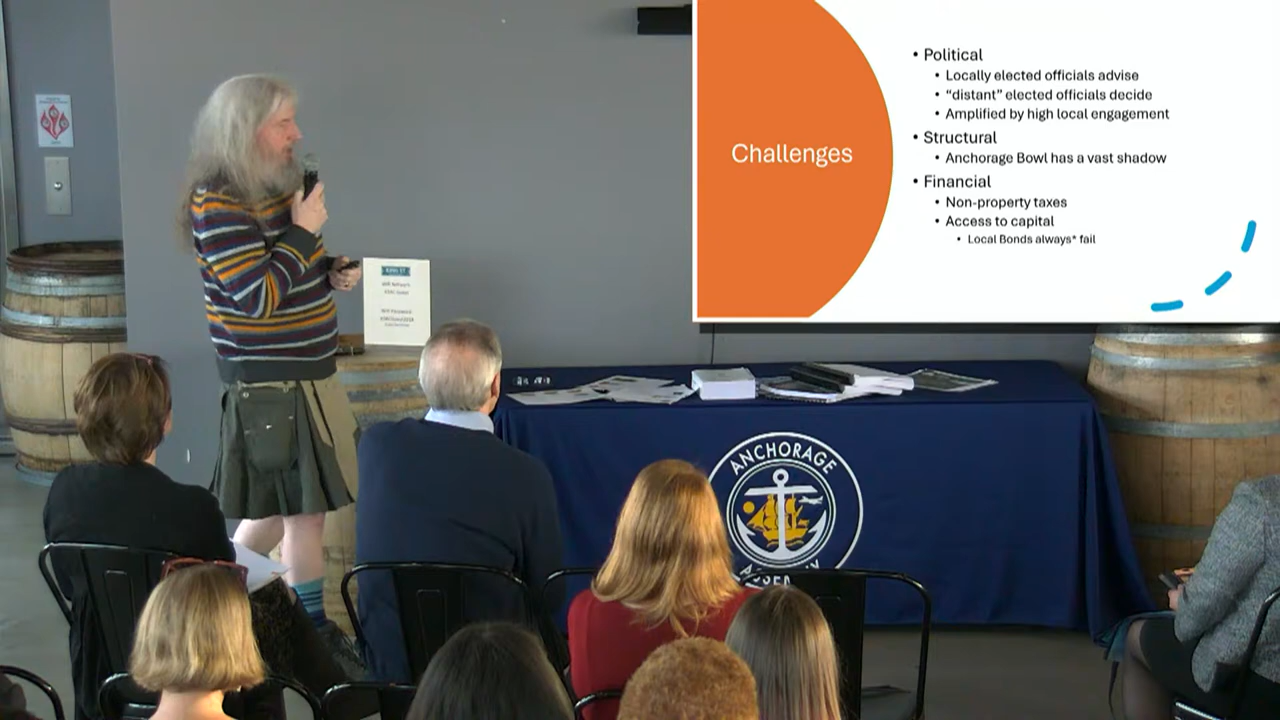 Challenges
• Political
• Locally elected officials advise
• “distant” elected officials decide
• Amplified by high local engagement
• Structural
• Anchorage Bowl has a vast shadow
• Financial
• Non-property taxes
• Access to capital
• Local Bonds always* fail
ANCHORAGE